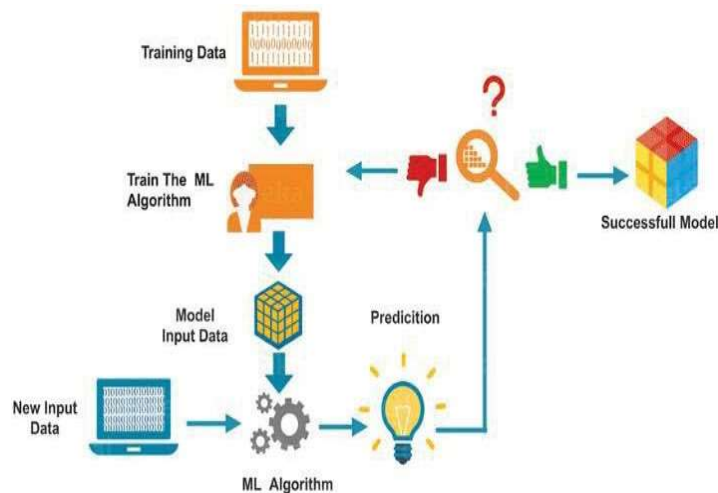 Training Data
?
Train The ML
Algorithm
Successfull Model
Model
Input Data
Predicition
New Input
Data
ML Algorithm